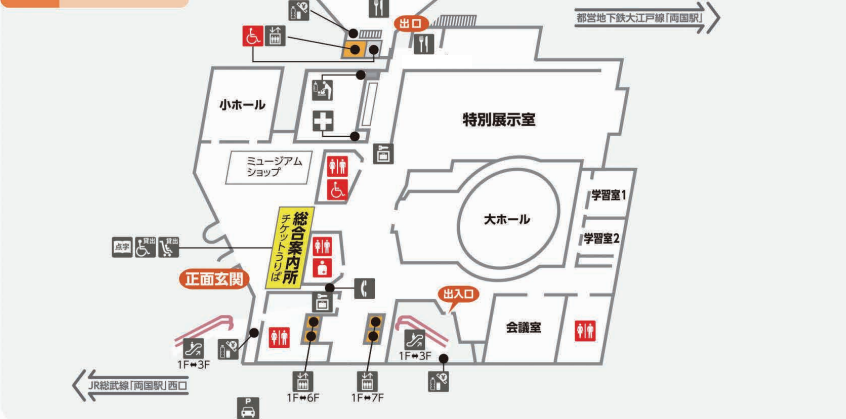 都営地下鉄大江戸線「両国駅」
出口
小ホール
特別展示室
ミュージアム
ショップ
学習室1
大ホール
学習室2
総合案内所
チケットうりば
点字
貸出
貸出
正面玄関
出入口
会議室
1F⇔3F
1F⇔3F
1F⇔6F
1F⇔7F
JR総武線「両国駅」西口
P